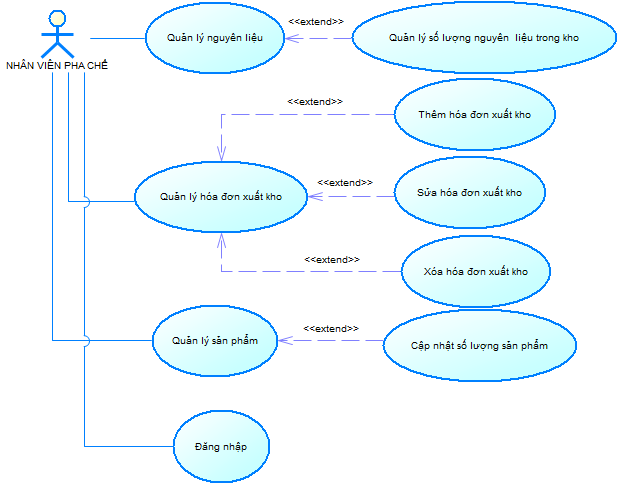 <<extend>>
Quản lý nguyên liệu
Quản lý số lượng nguyên liệu trong kho
NHÂN VIÊN PHA CHẾ
<<extend>>
Thêm hóa đơn xuất kho
<<extend>>
Quản lý hóa đơn xuất kho
Sửa hóa đơn xuất kho
<<extend>>
Xóa hóa đơn xuất kho
<<extend>>
Quản lý sản phẩm
Cập nhật số lượng sản phẩm
Đăng nhập